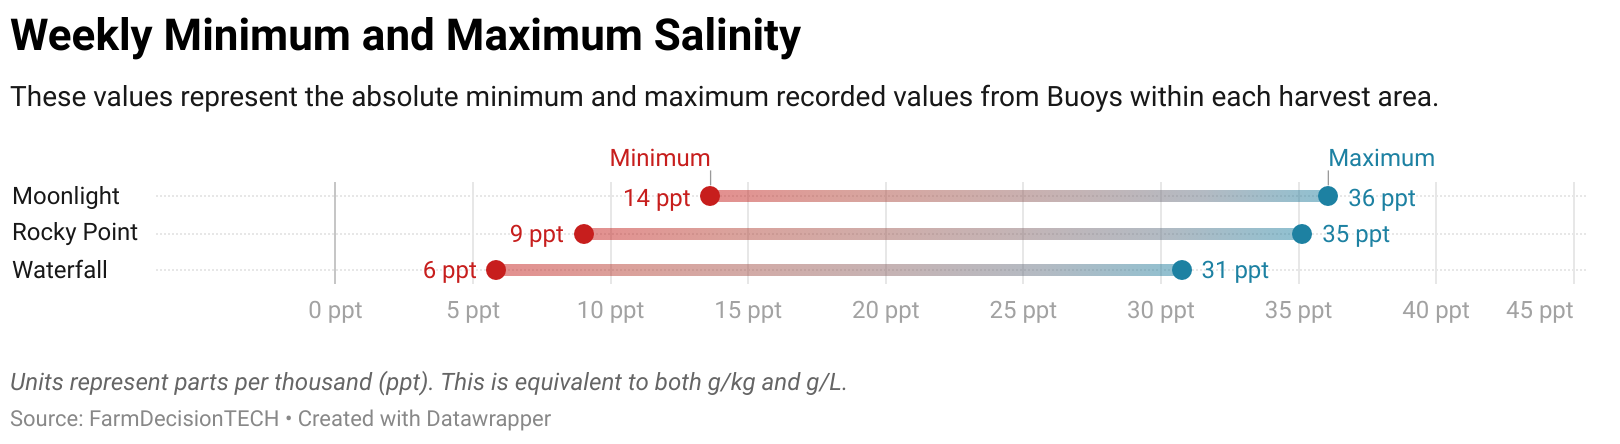 Weekly Minimum and Maximum Salinity
These values represent the absolute minimum and maximum recorded values from Buoys within each harvest area.
Minimum Maximum
Moonlight 14 ppt 36 ppt
Rocky Point 9 ppt 35 ppt
Waterfall 6 ppt 31 ppt
0 ppt 5 ppt 10 ppt 15 ppt 20 ppt 25 ppt 30 ppt 35 ppt 40 ppt 45 ppt
Units represent parts per thousand (ppt). This is equivalent to both g/kg and g/L.
Source: FarmDecisionTECH • Created with Datawrapper